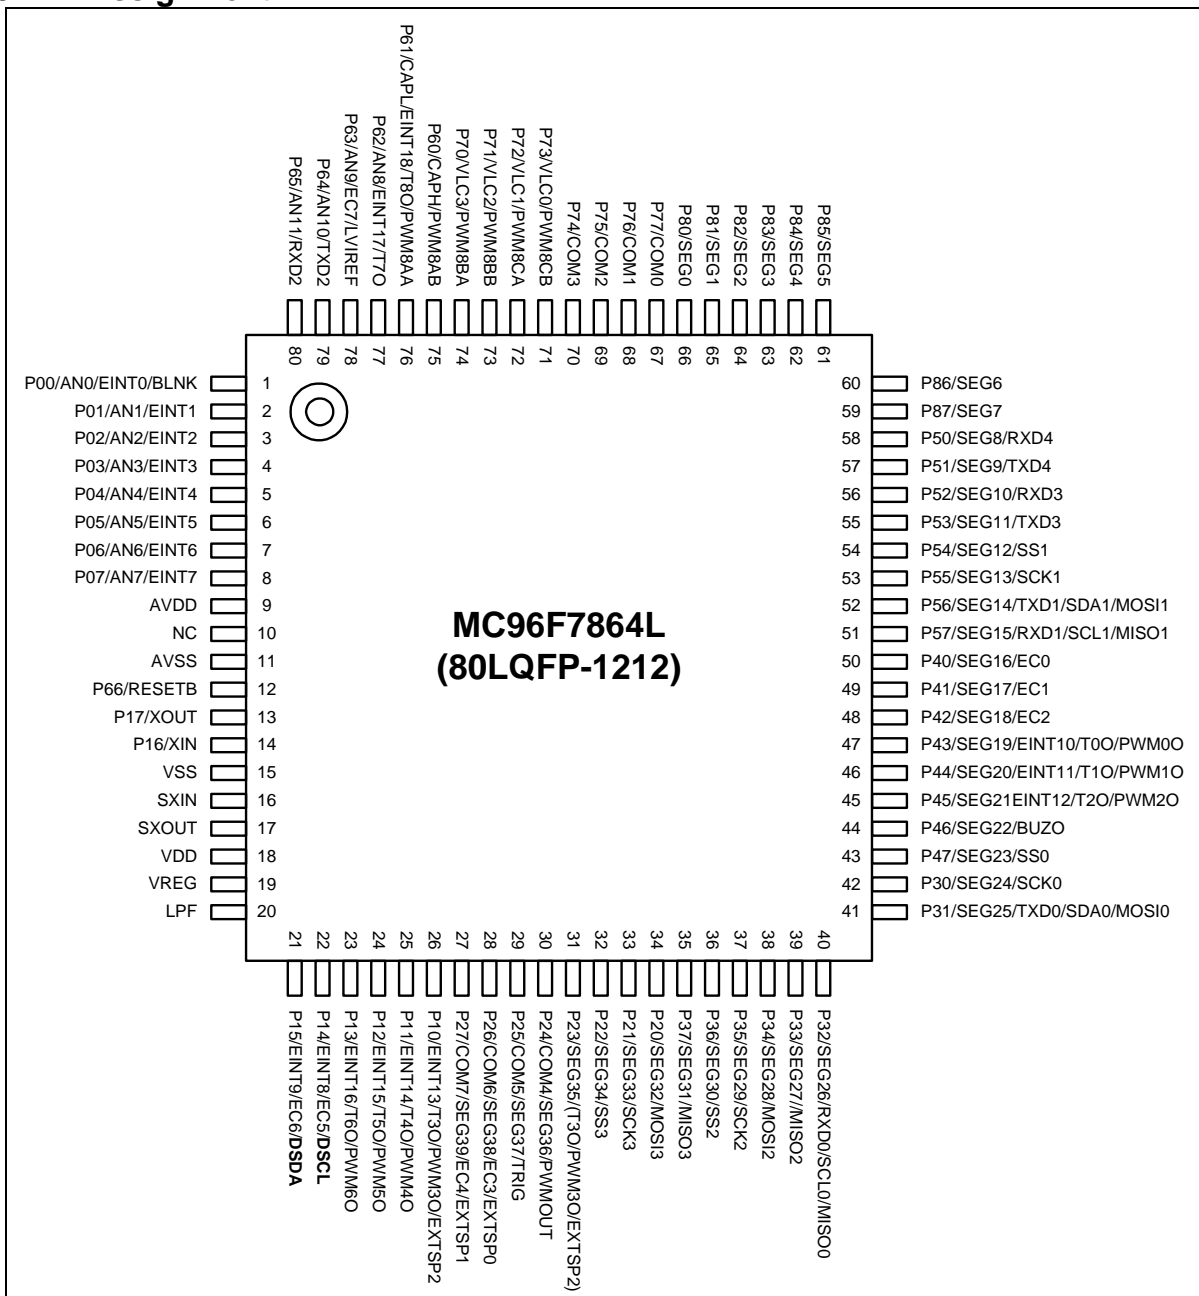 P65/AN11/RXD2
P64/AN10/TXD2
P63/AN9/EC7/LVIREF
P62/AN8/EINT17/T7O
P61/CAPL/EINT18/T8O/PWM8AA
P60/CAPH/PWM8AB
P70/VLC3/PWM8BA
P71/VLC2/PWM8BB
P72/VLC1/PWM8CA
P73/VLC0/PWM8CB
P74/COM3
P75/COM2
P76/COM1
P77/COM0
P80/SEG0
P81/SEG1
P82/SEG2
P83/SEG3
P84/SEG4
P85/SEG5
80 79 78 77 76 75 74 73 72 71 70 69 68 67 66 65 64 63 62 61
P00/AN0/EINT0/BLNK 1
P01/AN1/EINT1 2
P02/AN2/EINT2 3
P03/AN3/EINT3 4
P04/AN4/EINT4 5
P05/AN5/EINT5 6
P06/AN6/EINT6 7
P07/AN7/EINT7 8
AVDD 9
NC 10
AVSS 11
P66/RESETB 12
P17/XOUT 13
P16/XIN 14
VSS 15
SXIN 16
SXOUT 17
VDD 18
VREG 19
LPF 20
MC96F7864L
(80LQFP-1212)
60 P86/SEG6
59 P87/SEG7
58 P50/SEG8/RXD4
57 P51/SEG9/TXD4
56 P52/SEG10/RXD3
55 P53/SEG11/TXD3
54 P54/SEG12/SS1
53 P55/SEG13/SCK1
52 P56/SEG14/TXD1/SDA1/MOSI1
51 P57/SEG15/RXD1/SCL1/MISO1
50 P40/SEG16/EC0
49 P41/SEG17/EC1
48 P42/SEG18/EC2
47 P43/SEG19/EINT10/T0O/PWM0O
46 P44/SEG20/EINT11/T1O/PWM1O
45 P45/SEG21EINT12/T2O/PWM2O
44 P46/SEG22/BUZO
43 P47/SEG23/SS0
42 P30/SEG24/SCK0
41 P31/SEG25/TXD0/SDA0/MOSI0
21 22 23 24 25 26 27 28 29 30 31 32 33 34 35 36 37 38 39 40
P15/EINT9/EC6/DSDA
P14/EINT8/EC5/DSCL
P13/EINT16/T6O/PWM6O
P12/EINT15/T5O/PWM5O
P11/EINT14/T4O/PWM4O
P10/EINT13/T3O/PWM3O/EXTSP2
P27/COM7/SEG39/EC4/EXTSP1
P26/COM6/SEG38/EC3/EXTSP0
P25/COM5/SEG37/TRIG
P24/COM4/SEG36/PWMOUT
P23/SEG35/(T3O/PWM3O/EXTSP2)
P22/SEG34/SS3
P21/SEG33/SCK3
P20/SEG32/MOSI3
P37/SEG31/MISO3
P36/SEG30/SS2
P35/SEG29/SCK2
P34/SEG28/MOSI2
P33/SEG27//MISO2
P32/SEG26/RXD0/SCL0/MISO0